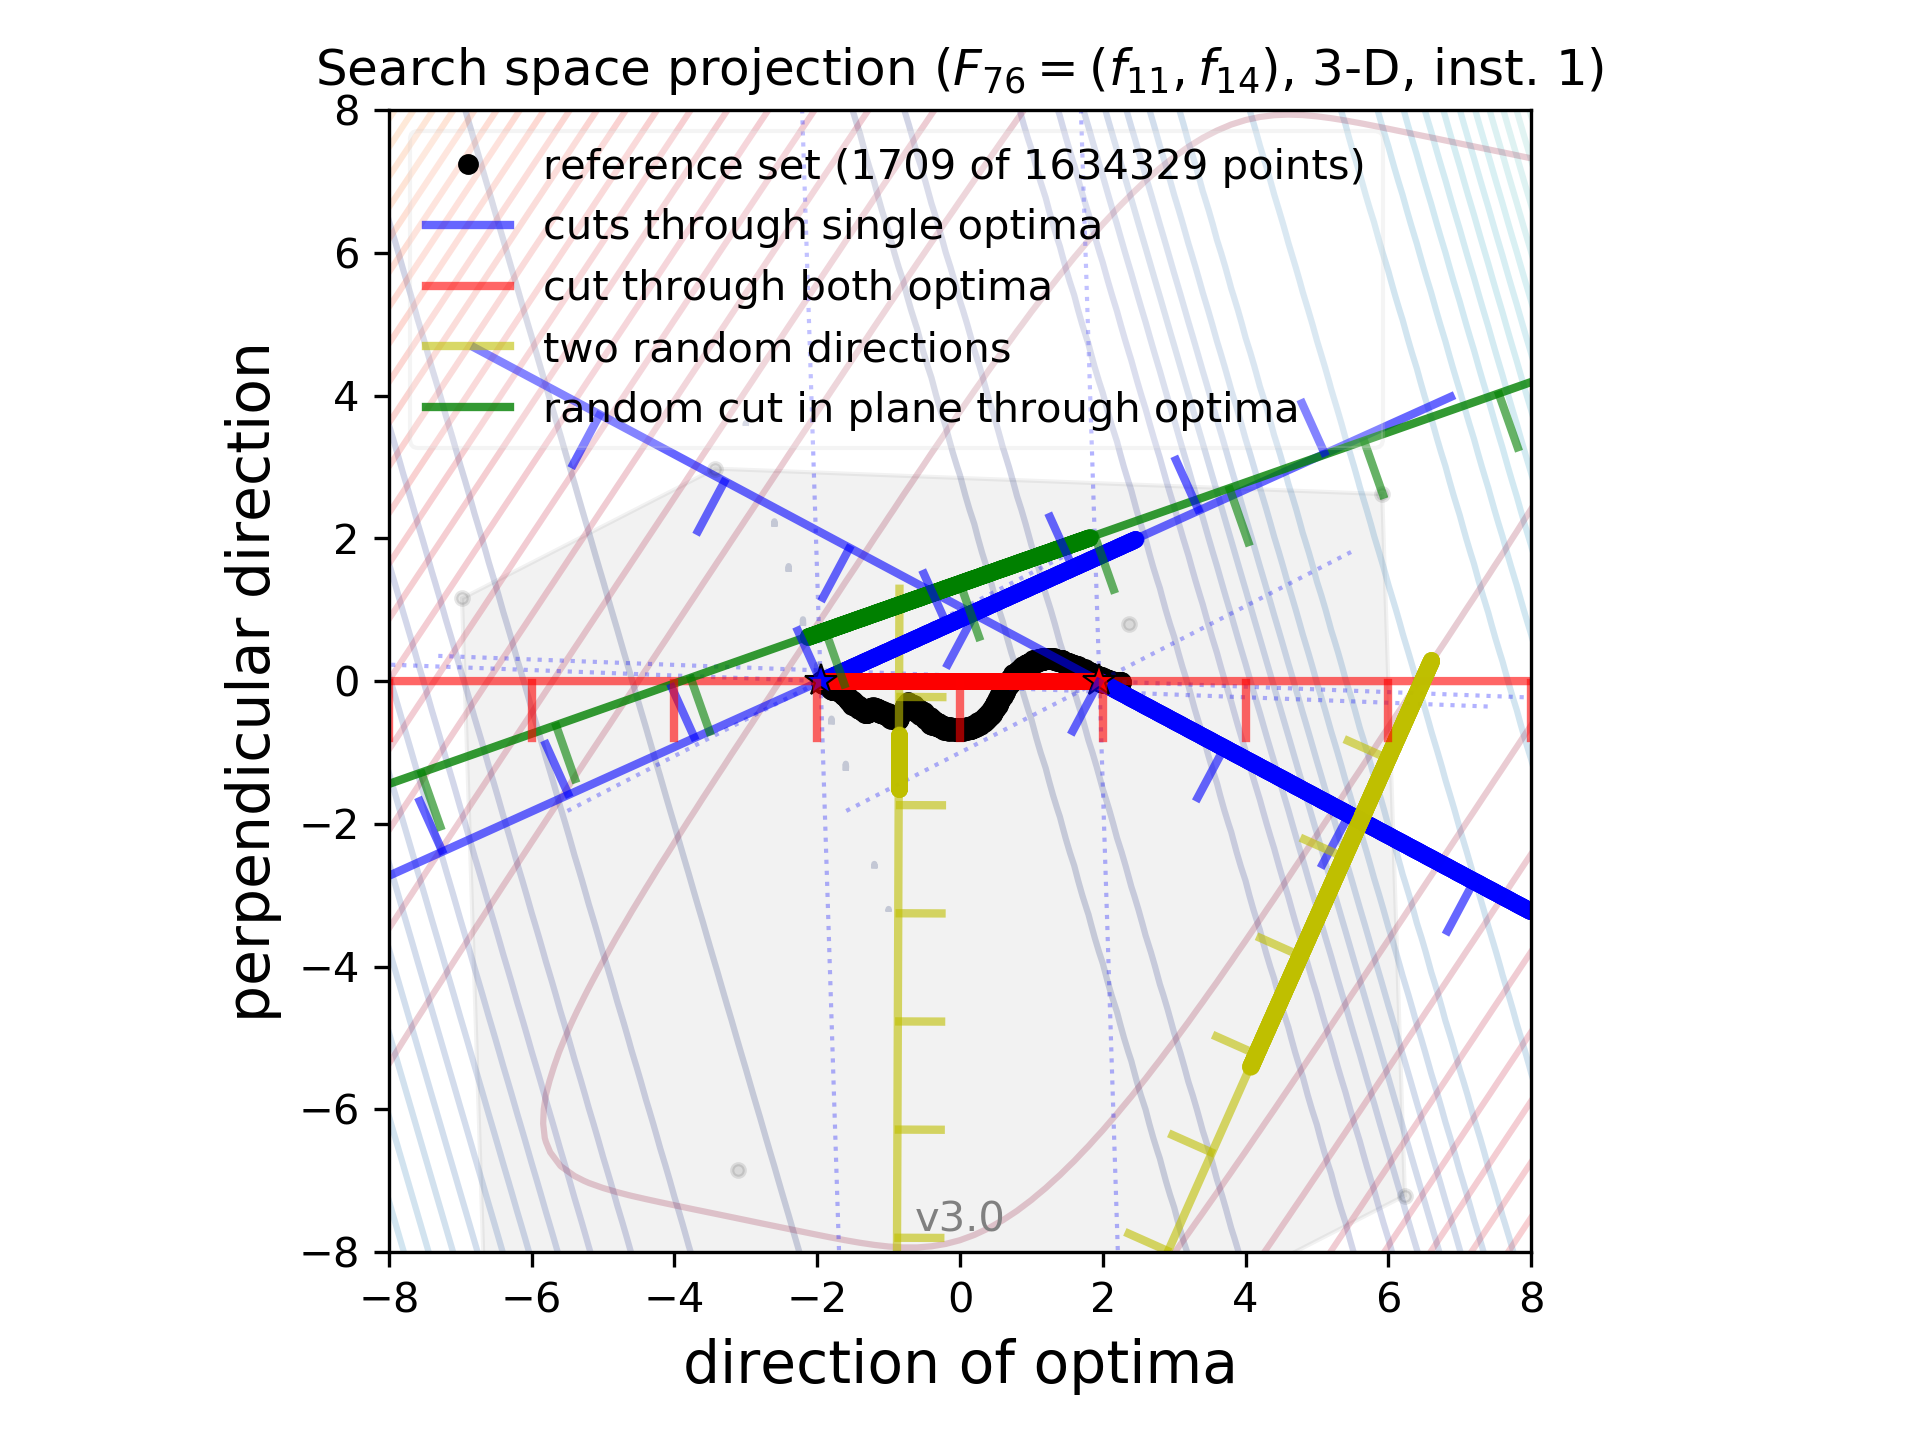 Search space projection (F₇₆ = (f₁₁, f₁₄), 3-D, inst. 1)
reference set (1709 of 1634329 points)
cuts through single optima
cut through both optima
two random directions
random cut in plane through optima
8
6
4
2
0
−2
−4
−6
−8
perpendicular direction
v3.0
−8 −6 −4 −2 0 2 4 6 8
direction of optima